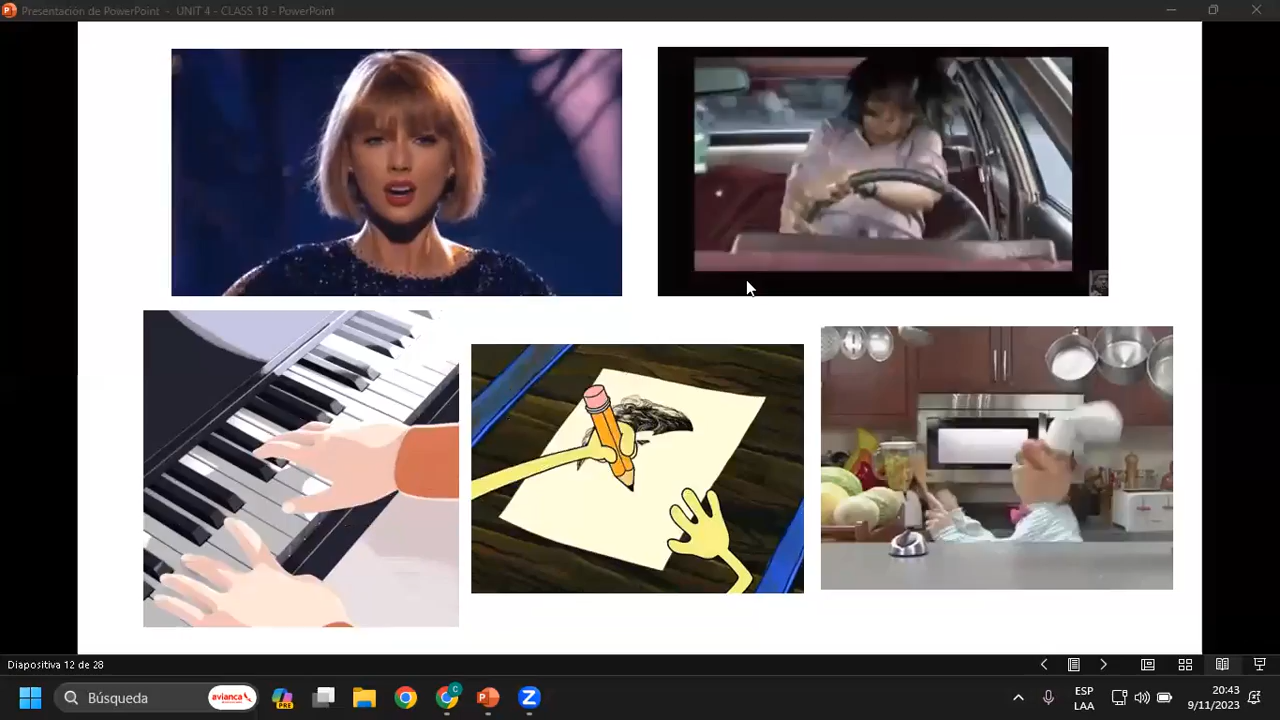 Presentación de PowerPoint - UNIT 4 - CLASS 18 - PowerPoint
Diapositiva 12 de 28
Búsqueda
avianca
PRE
ESP
LAA
20:43
9/11/2023